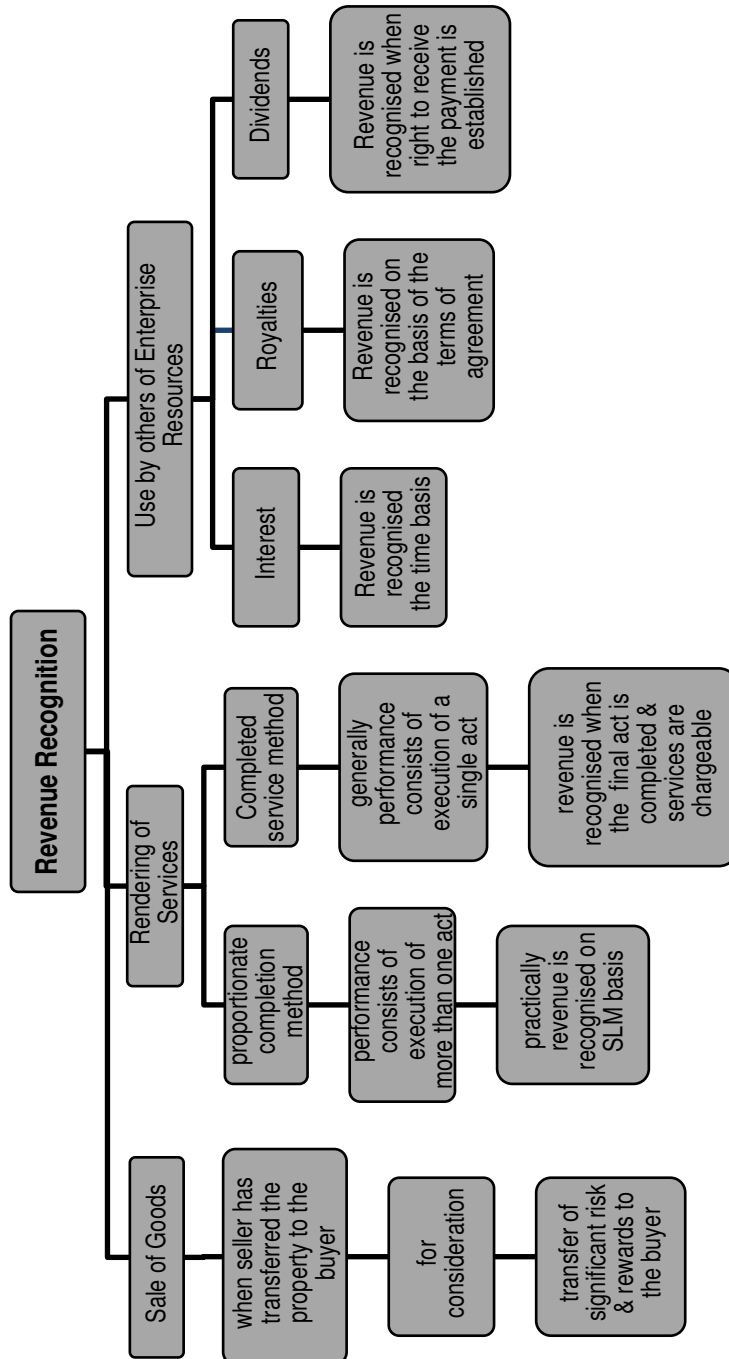 Revenue Recognition
Sale of Goods
when seller has
transferred the
property to the
buyer
for
consideration
transfer of
significant risk
& rewards to
the buyer
Rendering of
Services
proportionate
completion
method
performance
consists of
execution of
more than one act
practically
revenue is
recognised on
SLM basis
Completed
service method
generally
performance
consists of
execution of a
single act
revenue is
recognised when
the final act is
completed &
services are
chargeable
Use by others of Enterprise
Resources
Interest
Revenue is
recognised
the time basis
Royalties
Revenue is
recognised on
the basis of the
terms of
agreement
Dividends
Revenue is
recognised when
right to receive
the payment is
established